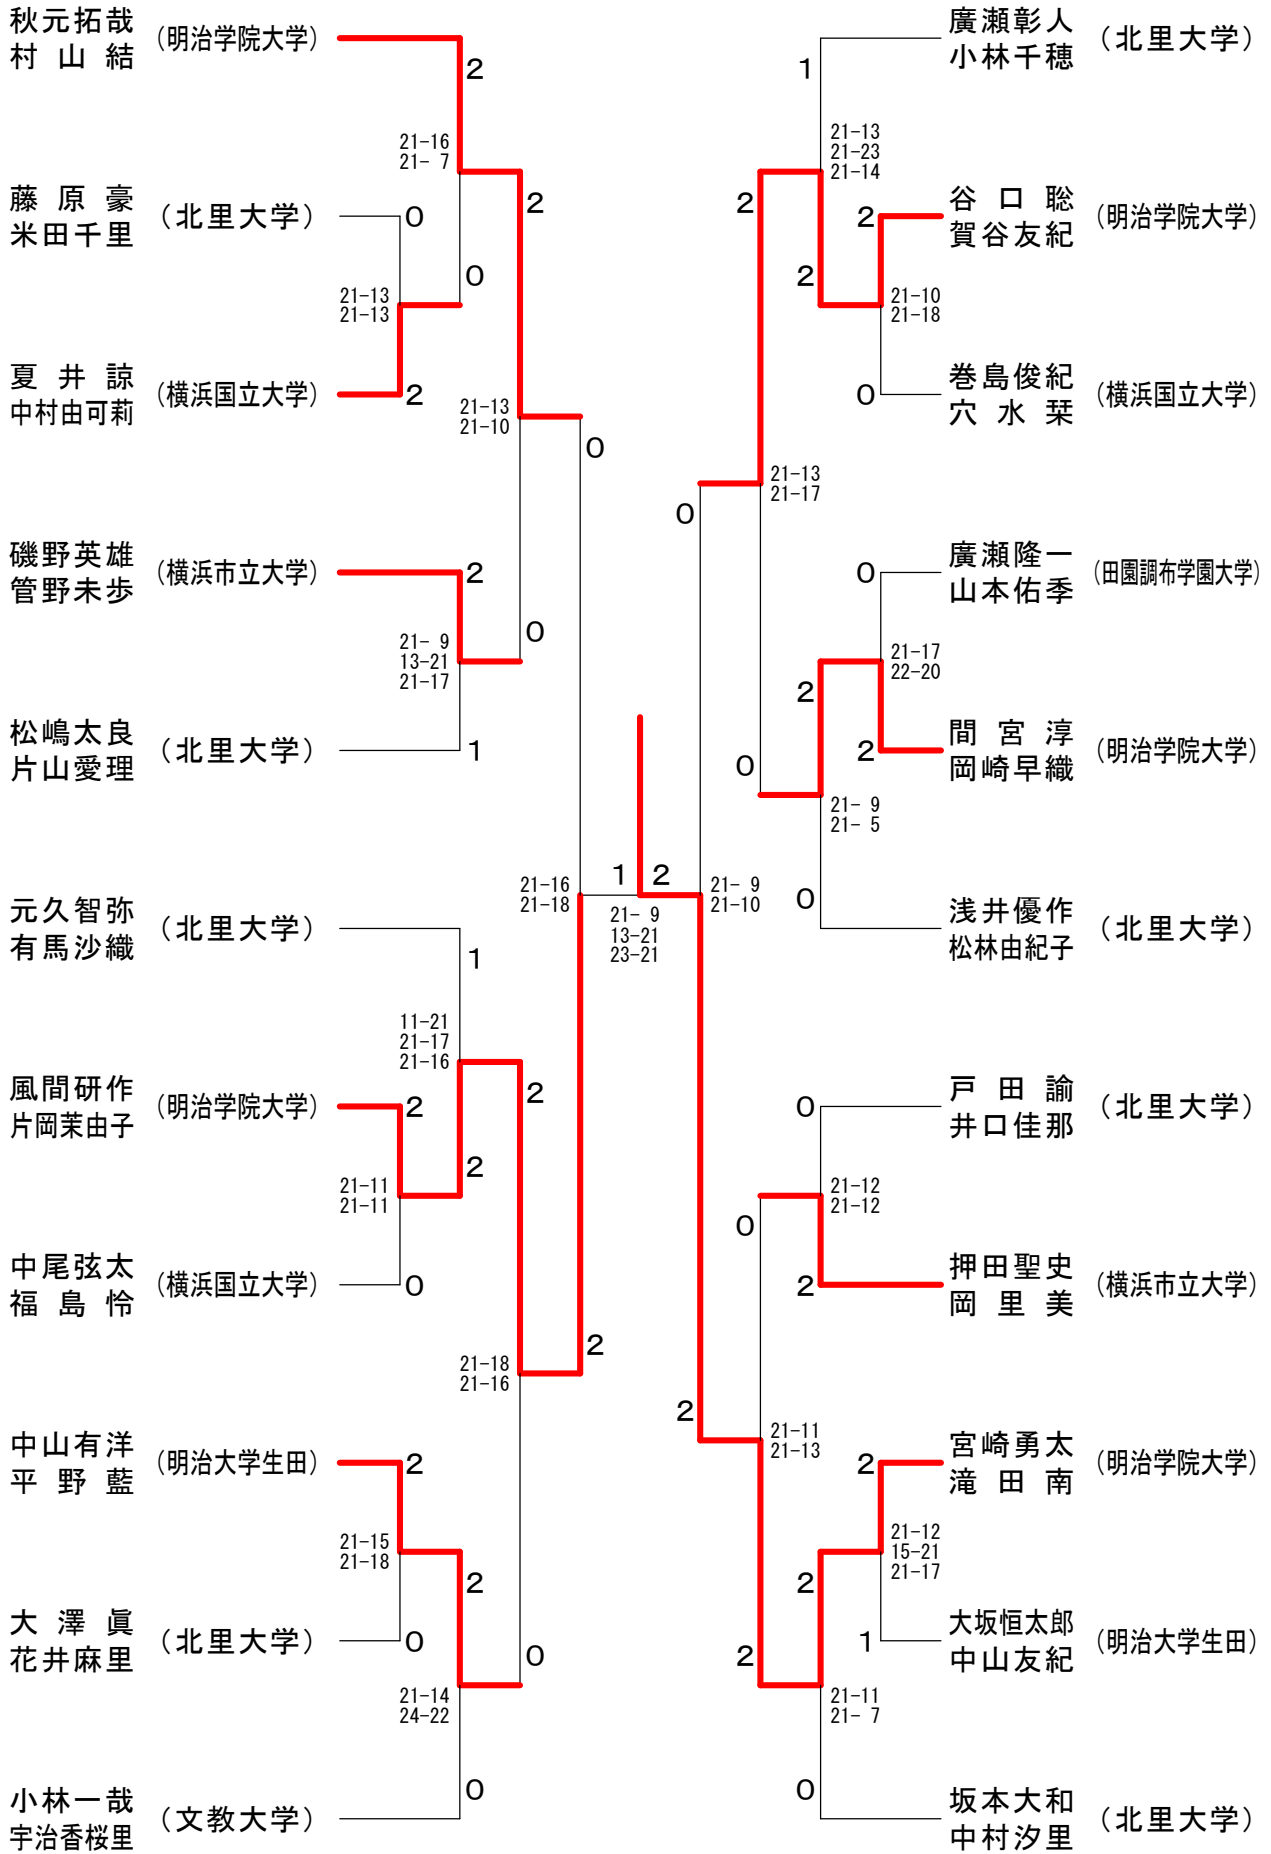 秋元拓哉
村山結
（明治学院大学）
2
21-16
21- 7
藤原豪
米田千里
（北里大学）
0
2
0
21-13
21-13
夏井諒
中村由可莉
（横浜国立大学）
2
21-13
21-10
0
磯野英雄
管野未歩
（横浜市立大学）
2
0
21- 9
13-21
21-17
松嶋太良
片山愛理
（北里大学）
1
21-16
21-18
元久智弥
有馬沙織
（北里大学）
1
11-21
21-17
21-16
風間研作
片岡茉由子
（明治学院大学）
2
2
2
21-11
21-11
中尾弦太
福島怜
（横浜国立大学）
0
2
21-18
21-16
中山有洋
平野藍
（明治大学生田）
2
21-15
21-18
2
大澤眞
花井麻里
（北里大学）
0
0
21-14
24-22
小林一哉
宇治香桜里
（文教大学）
0
1
2
21- 9
13-21
23-21
廣瀬彰人
小林千穂
（北里大学）
1
21-13
21-23
21-14
谷口聡
賀谷友紀
（明治学院大学）
2
2
2
21-10
21-18
巻島俊紀
穴水栞
（横浜国立大学）
0
21-13
21-17
0
廣瀬隆一
山本佑季
（田園調布学園大学）
0
21-17
22-20
2
間宮淳
岡崎早織
（明治学院大学）
2
0
21- 9
21- 5
21- 9
21-10
0
浅井優作
松林由紀子
（北里大学）
戸田諭
井口佳那
（北里大学）
0
21-12
21-12
0
押田聖史
岡里美
（横浜市立大学）
2
2
21-11
21-13
宮崎勇太
滝田南
（明治学院大学）
2
21-12
15-21
21-17
2
大坂恒太郎
中山友紀
（明治大学生田）
1
2
21-11
21- 7
坂本大和
中村汐里
（北里大学）
0